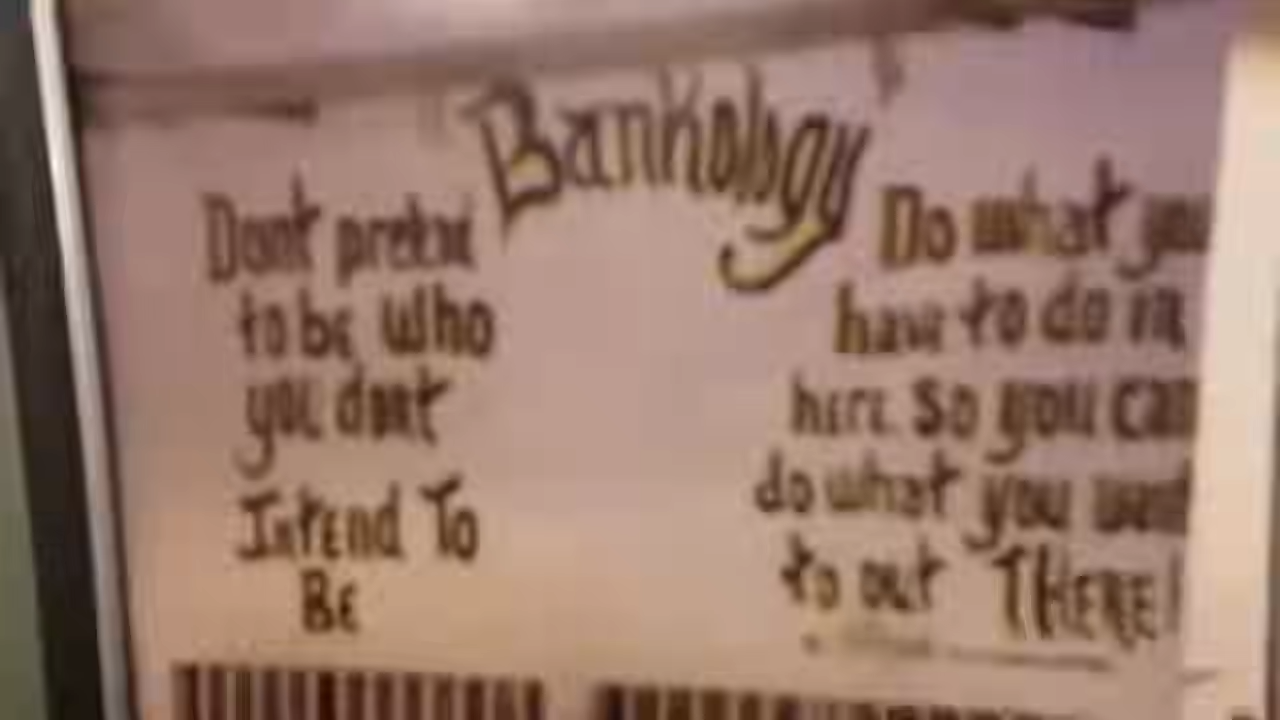 Bankology
Dont pretend
to be who
you dont
Intend To
Be
Do what you
have to do in
here so you can
do what you want
to out THERE!